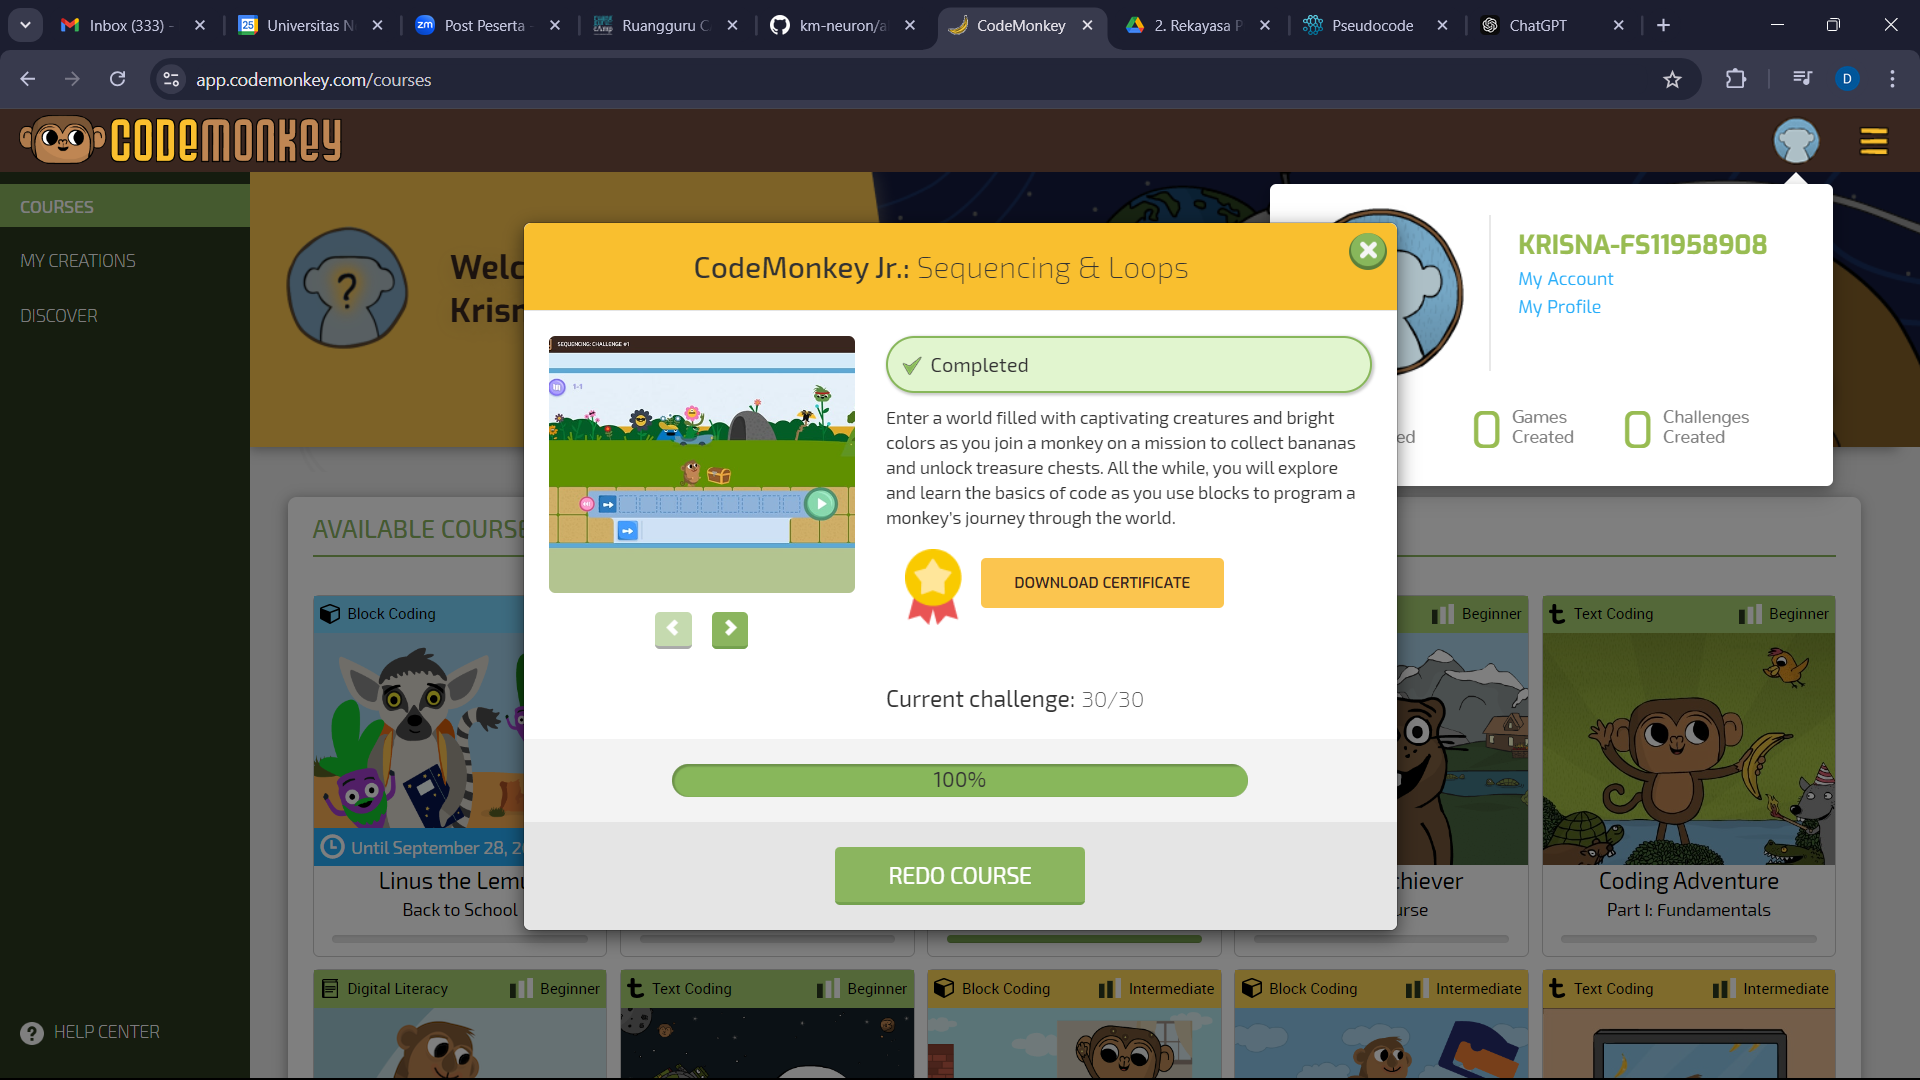 Inbox (333) -
Universitas N
Post Peserta -
Ruangguru C
km-neuron/a
CodeMonkey
2. Rekayasa P
Pseudocode
ChatGPT
app.codemonkey.com/courses
D
CODEMONKEY
COURSES
MY CREATIONS
DISCOVER
HELP CENTER
Welc
Krisn
KRISNA-FS11958908
My Account
My Profile
ed
0 Games Created
0 Challenges Created
CodeMonkey Jr.: Sequencing & Loops
SEQUENCING: CHALLENGE #1
1-1
Completed
Enter a world filled with captivating creatures and bright
colors as you join a monkey on a mission to collect bananas
and unlock treasure chests. All the while, you will explore
and learn the basics of code as you use blocks to program a
monkey's journey through the world.
DOWNLOAD CERTIFICATE
Current challenge: 30/30
100%
REDO COURSE
AVAILABLE COURSE
Block Coding
Until September 28, 2
Linus the Lemu
Back to School
Beginner
hiever
urse
Text Coding Beginner
Coding Adventure
Part I: Fundamentals
Digital Literacy Beginner
Text Coding Beginner
Block Coding Intermediate
Block Coding Intermediate
Text Coding Intermediate